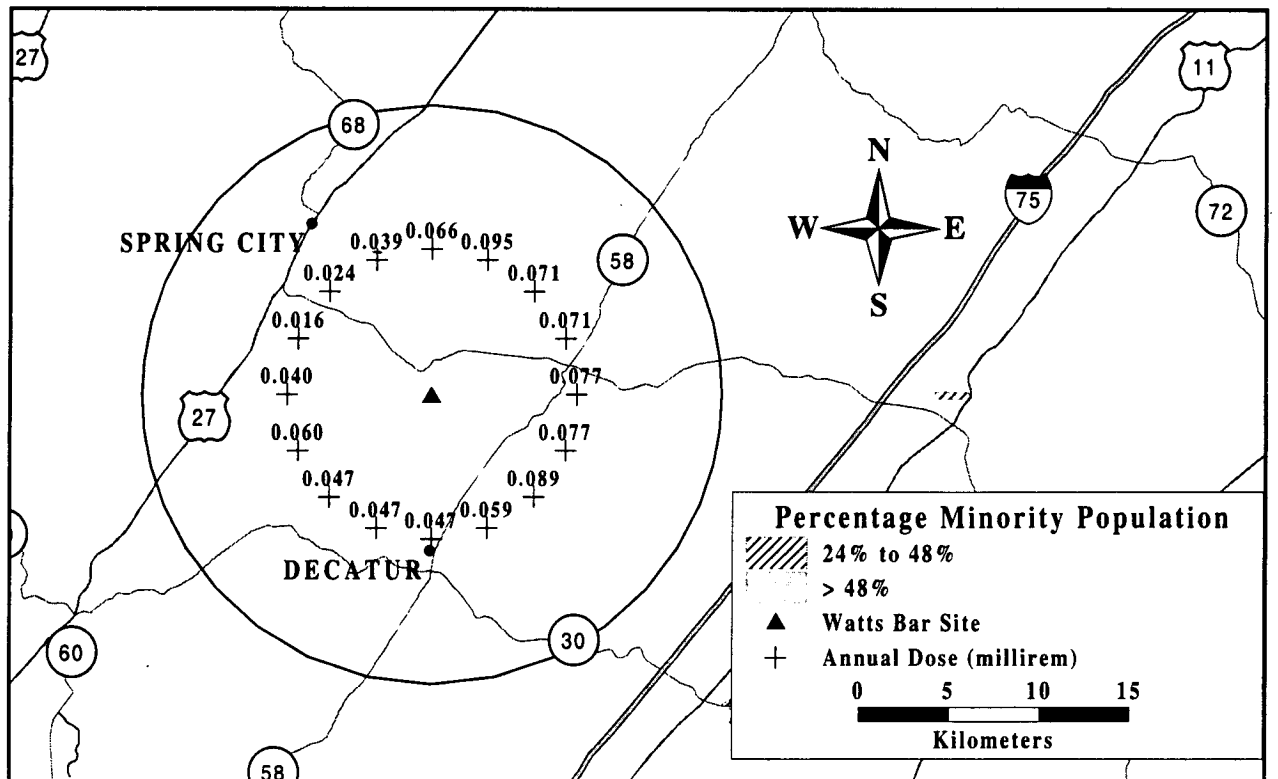 27
11
68
75
N
72
W E
S
SPRING CITY
58
0.066
0.039
0.095
0.024
0.071
0.016
0.071
0.040
0.077
27
0.060
0.077
0.047
0.089
0.047
0.047
0.059
DECATUR
60
30
58
Percentage Minority Population
24% to 48%
> 48%
Watts Bar Site
Annual Dose (millirem)
0 5 10 15
Kilometers